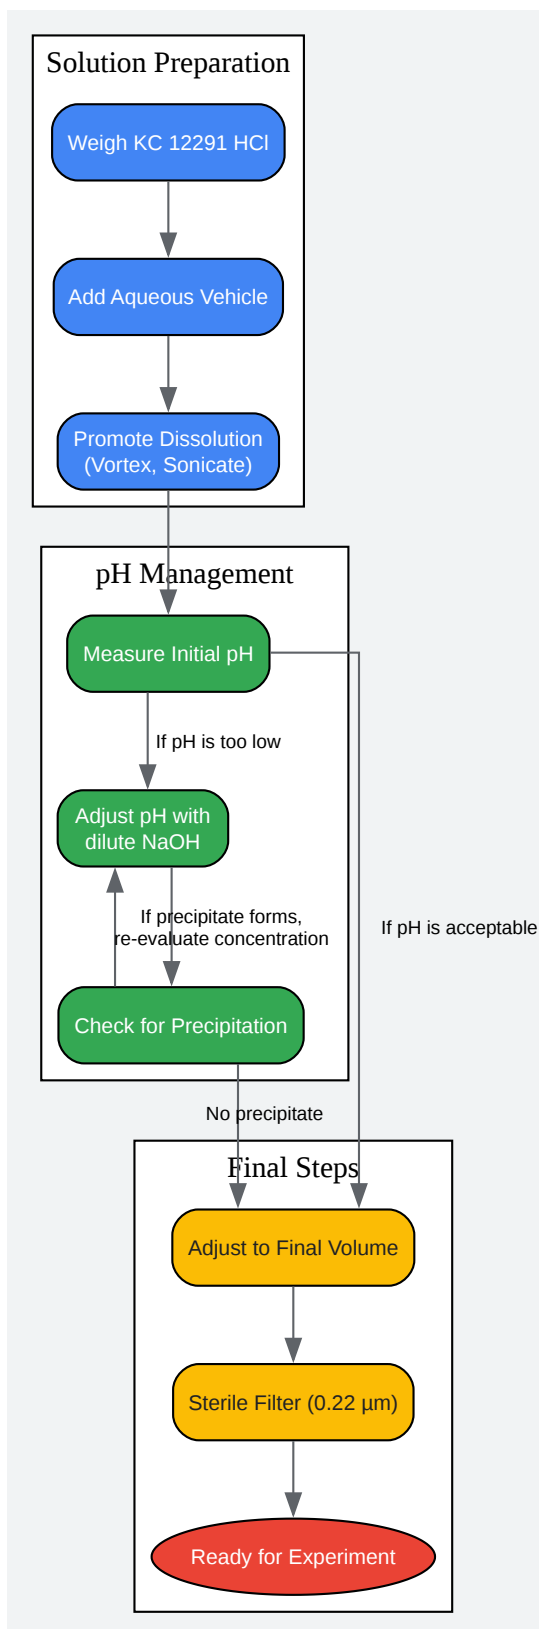 Solution Preparation
Weigh KC 12291 HCl
Add Aqueous Vehicle
Promote Dissolution
(Vortex, Sonicate)
pH Management
Measure Initial pH
If pH is too low
Adjust pH with
dilute NaOH
If precipitate forms,
re-evaluate concentration
If pH is acceptable
Check for Precipitation
No precipitate
Final Steps
Adjust to Final Volume
Sterile Filter (0.22 µm)
Ready for Experiment